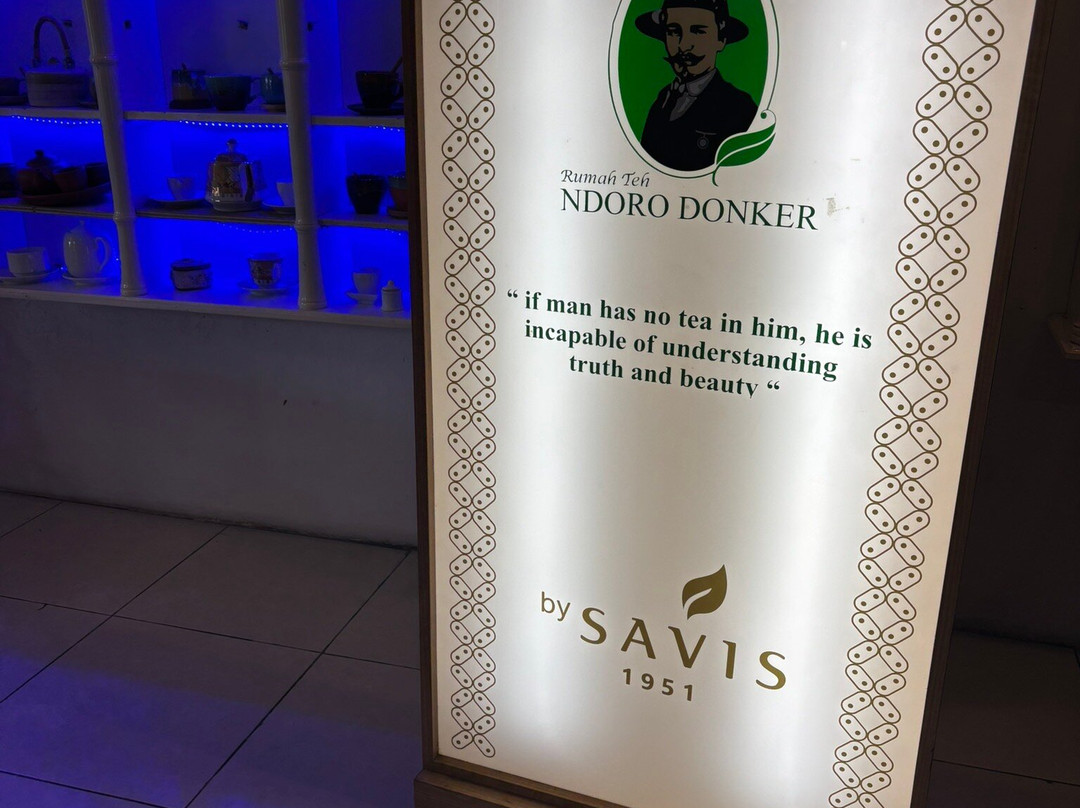 Rumah Teh
NDORO DONKER
“ if man has no tea in him, he is
incapable of understanding
truth and beauty “
by SAVIS
1951